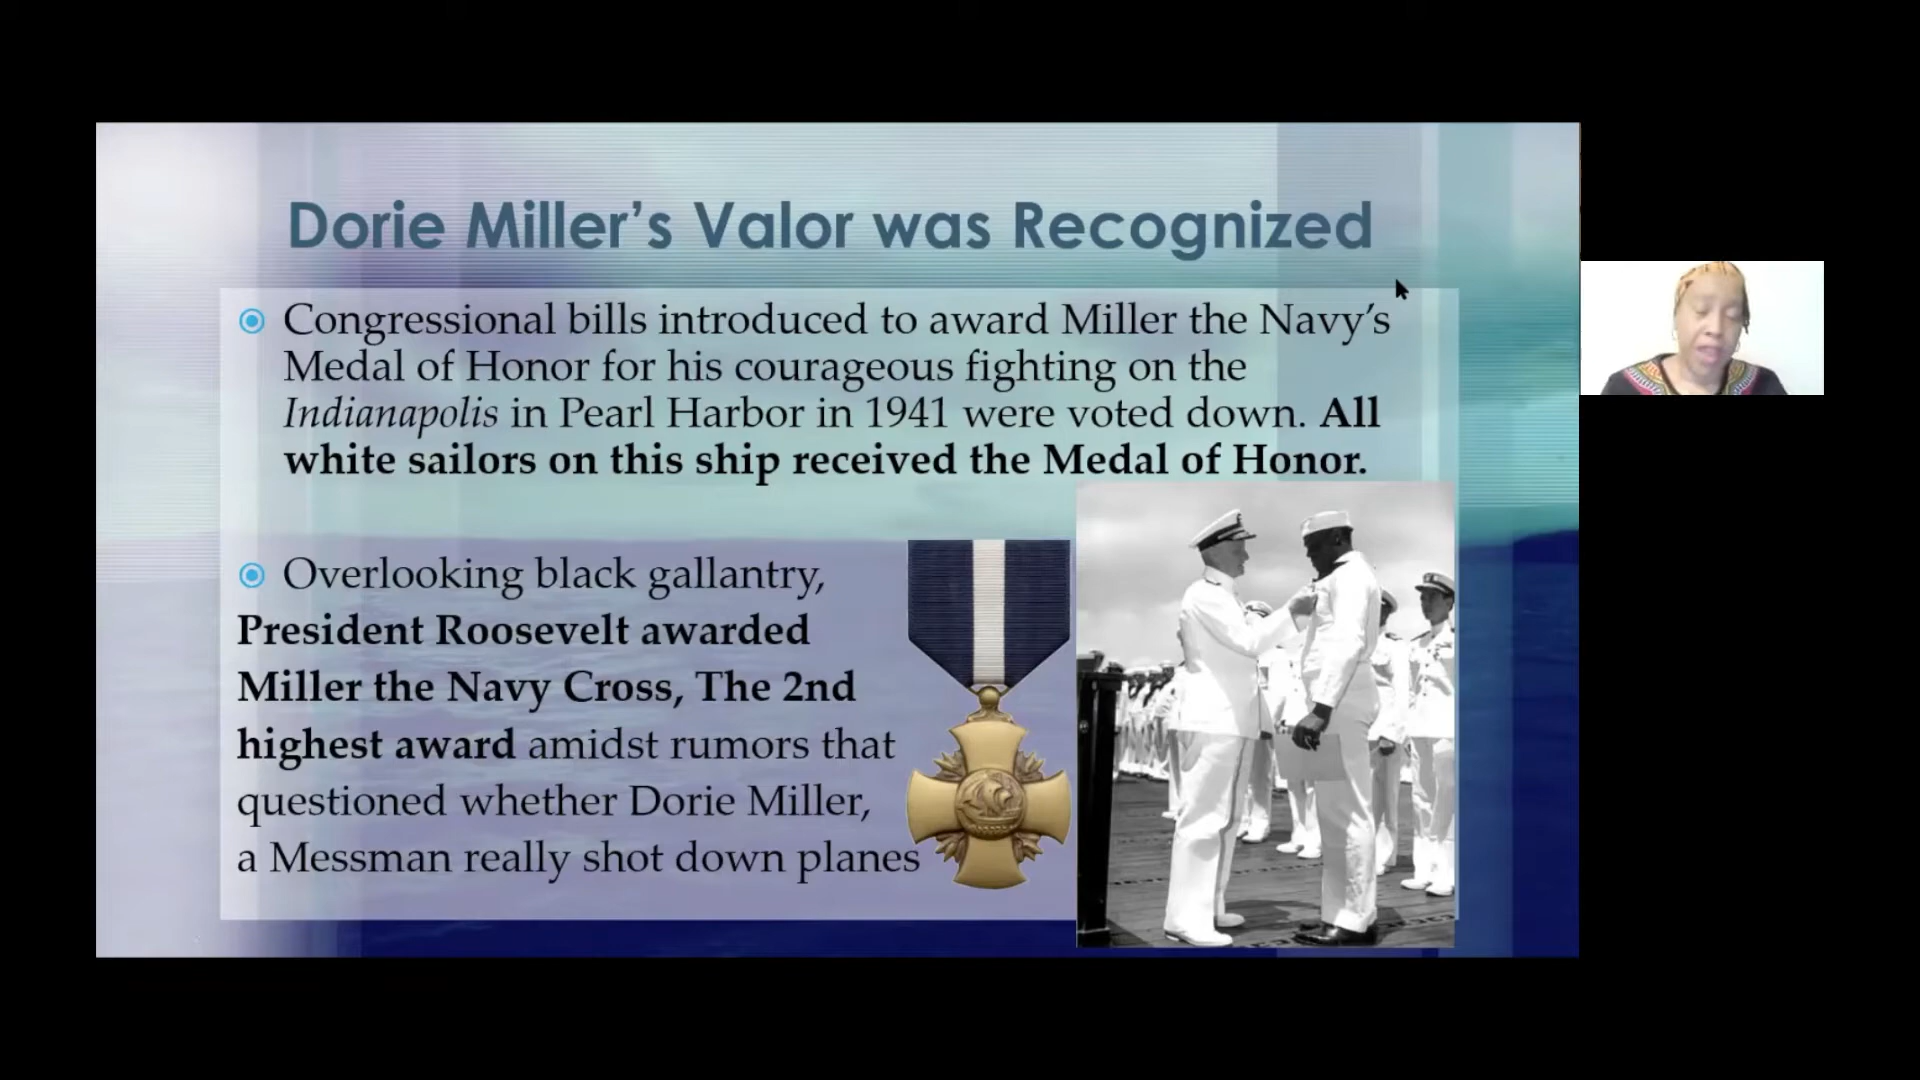 Dorie Miller’s Valor was Recognized
Congressional bills introduced to award Miller the Navy’s
Medal of Honor for his courageous fighting on the
Indianapolis in Pearl Harbor in 1941 were voted down. All
white sailors on this ship received the Medal of Honor.
Overlooking black gallantry,
President Roosevelt awarded
Miller the Navy Cross, The 2nd
highest award amidst rumors that
questioned whether Dorie Miller,
a Messman really shot down planes